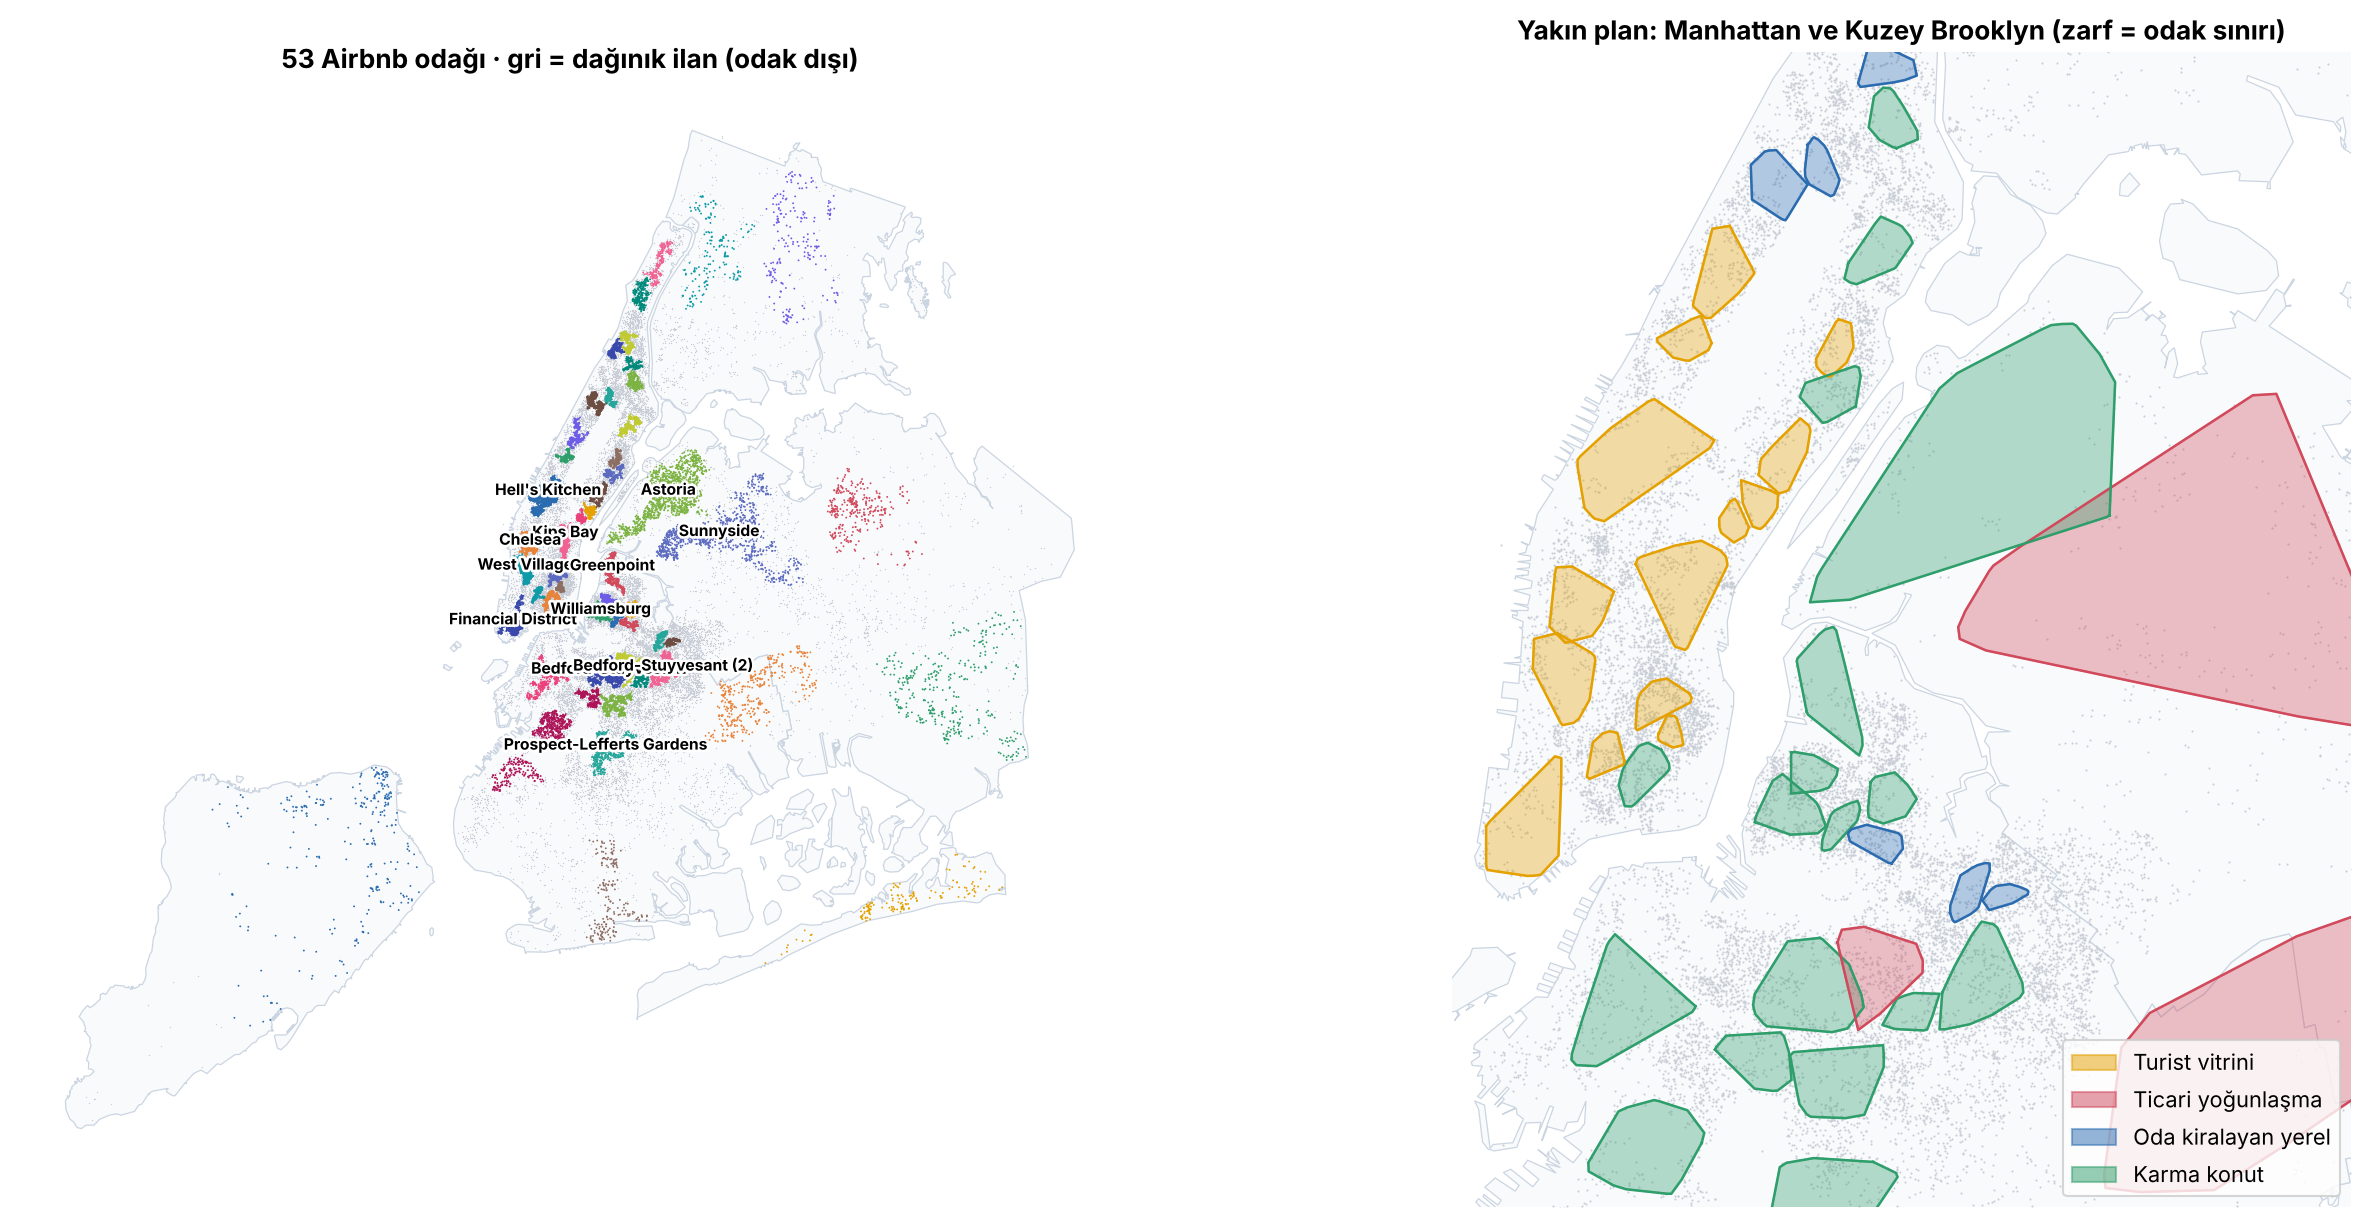 53 Airbnb odağı · gri = dağınık ilan (odak dışı)
Hell's Kitchen
Astoria
Kips Bay
Chelsea
Sunnyside
West Village
Greenpoint
Williamsburg
Financial District
Bedford-Stuyvesant (2)
Prospect-Lefferts Gardens
Yakın plan: Manhattan ve Kuzey Brooklyn (zarf = odak sınırı)
Turist vitrini
Ticari yoğunlaşma
Oda kiralayan yerel
Karma konut